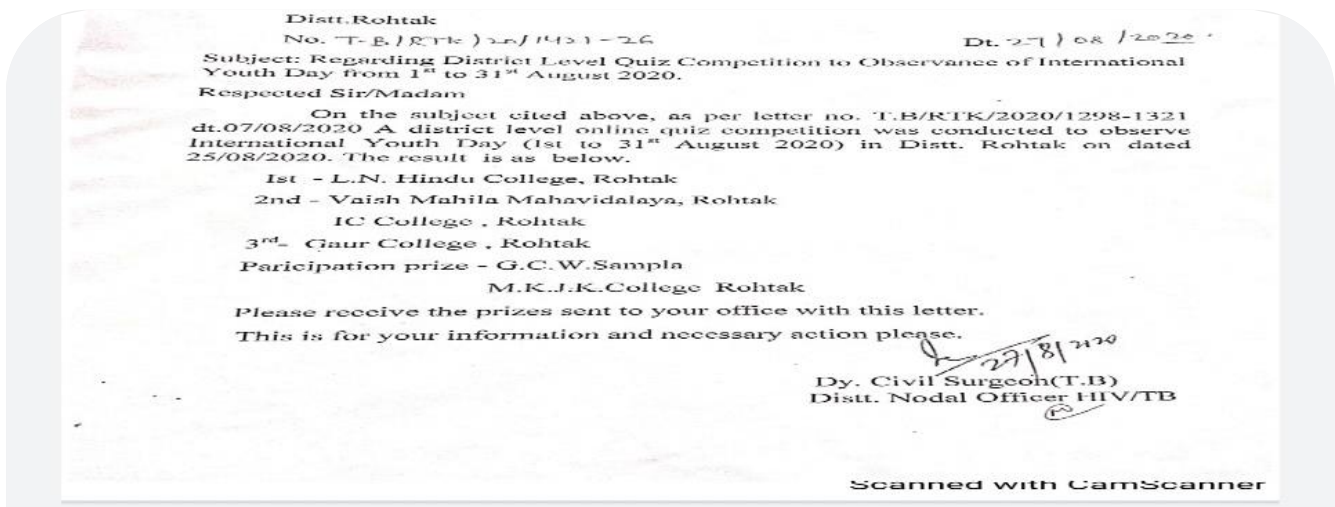 Distt.Rohtak
No. T.B/RTK/20/1421-26 Dt. 27/08/2020.
Subject: Regarding District Level Quiz Competition to Observance of International
Youth Day from 1st to 31st August 2020.
Respected Sir/Madam
On the subject cited above, as per letter no. T.B/RTK/2020/1298-1321
dt.07/08/2020 A district level online quiz competition was conducted to observe
International Youth Day (Ist to 31st August 2020) in Distt. Rohtak on dated
25/08/2020. The result is as below.
Ist - L.N. Hindu College, Rohtak
2nd - Vaish Mahila Mahavidalaya, Rohtak
IC College , Rohtak
3rd- Gaur College , Rohtak
Paricipation prize - G.C.W.Sampla
M.K.J.K.College Rohtak
Please receive the prizes sent to your office with this letter.
This is for your information and necessary action please.
27/8/2020
Dy. Civil Surgeon(T.B)
Distt. Nodal Officer HIV/TB
Scanned with CamScanner